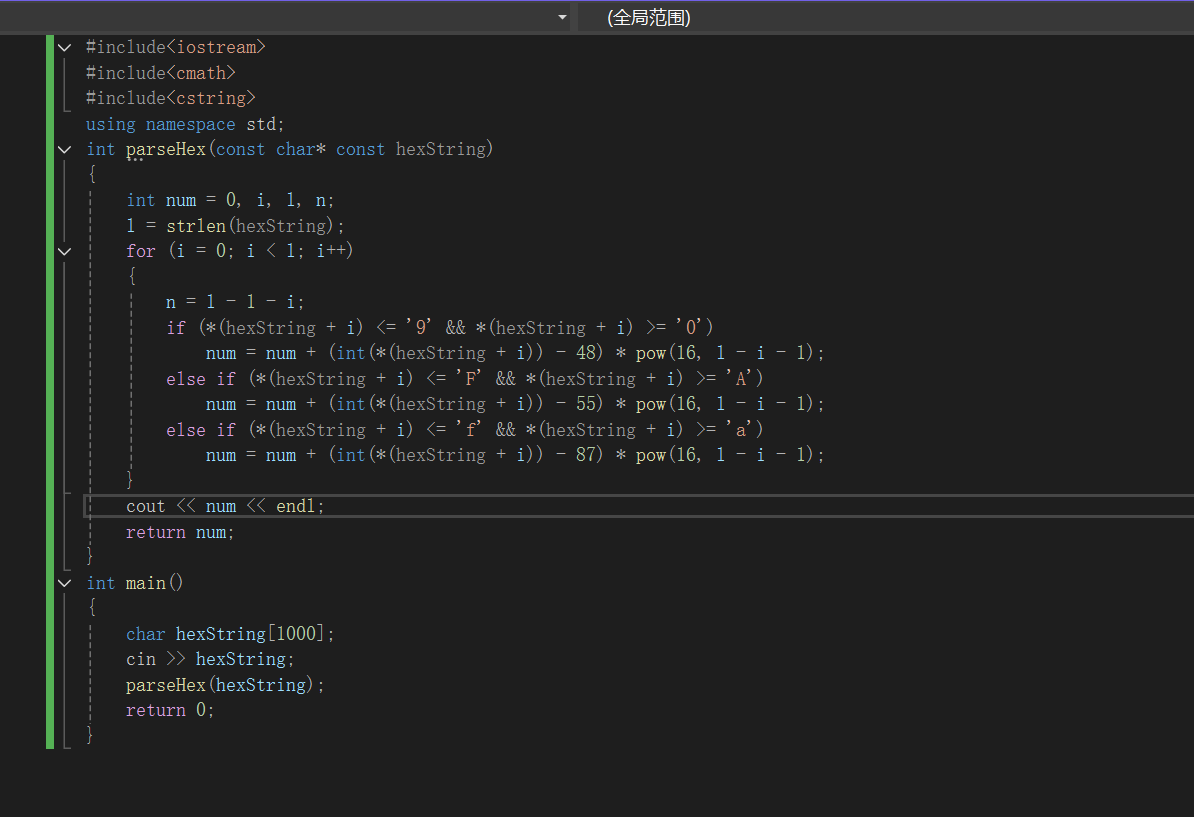 (全局范围)
#include<iostream>
#include<cmath>
#include<cstring>
using namespace std;
int parseHex(const char* const hexString)
{
    int num = 0, i, l, n;
    l = strlen(hexString);
    for (i = 0; i < l; i++)
    {
        n = l - 1 - i;
        if (*(hexString + i) <= '9' && *(hexString + i) >= '0')
            num = num + (int(*(hexString + i)) - 48) * pow(16, l - i - 1);
        else if (*(hexString + i) <= 'F' && *(hexString + i) >= 'A')
            num = num + (int(*(hexString + i)) - 55) * pow(16, l - i - 1);
        else if (*(hexString + i) <= 'f' && *(hexString + i) >= 'a')
            num = num + (int(*(hexString + i)) - 87) * pow(16, l - i - 1);
    }
    cout << num << endl;
    return num;
}
int main()
{
    char hexString[1000];
    cin >> hexString;
    parseHex(hexString);
    return 0;
}